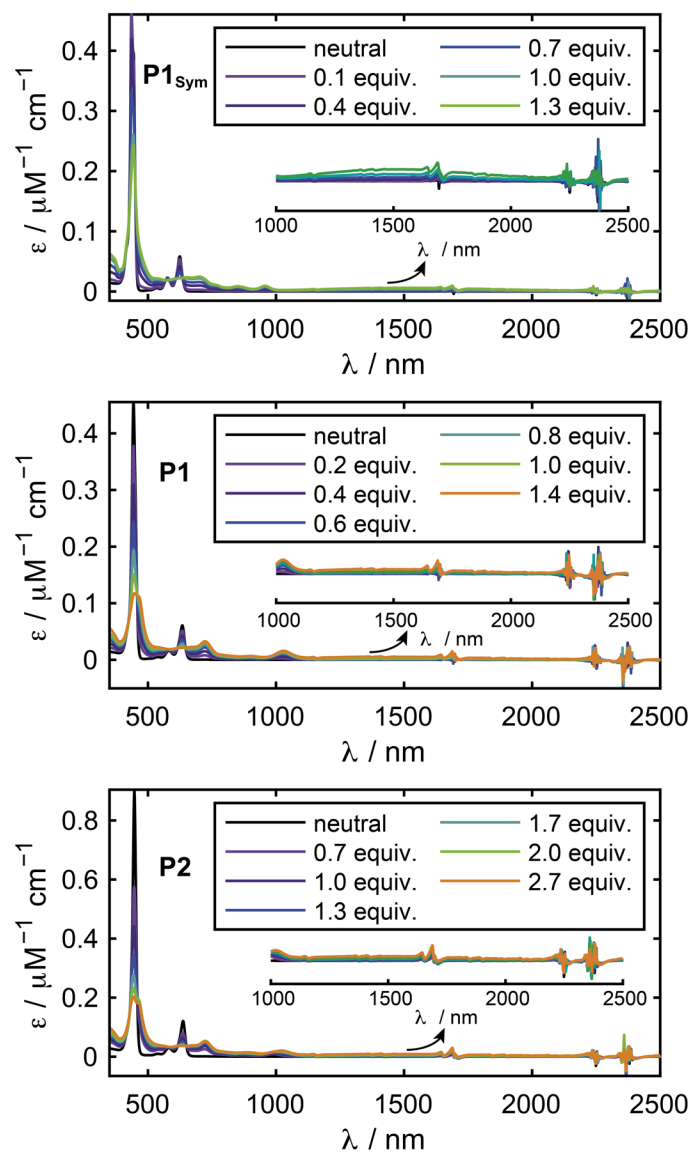 ε / μM⁻¹ cm⁻¹
0.4
0.3
0.2
0.1
0
P1Sym
neutral
0.1 equiv.
0.4 equiv.
0.7 equiv.
1.0 equiv.
1.3 equiv.
1000 1500 2000 2500
λ / nm
500 1000 1500 2000 2500
λ / nm
ε / μM⁻¹ cm⁻¹
0.4
0.3
0.2
0.1
0
P1
neutral
0.2 equiv.
0.4 equiv.
0.6 equiv.
0.8 equiv.
1.0 equiv.
1.4 equiv.
1000 1500 2000 2500
λ / nm
500 1000 1500 2000 2500
λ / nm
ε / μM⁻¹ cm⁻¹
0.8
0.6
0.4
0.2
0
P2
neutral
0.7 equiv.
1.0 equiv.
1.3 equiv.
1.7 equiv.
2.0 equiv.
2.7 equiv.
1000 1500 2000 2500
λ / nm
500 1000 1500 2000 2500
λ / nm